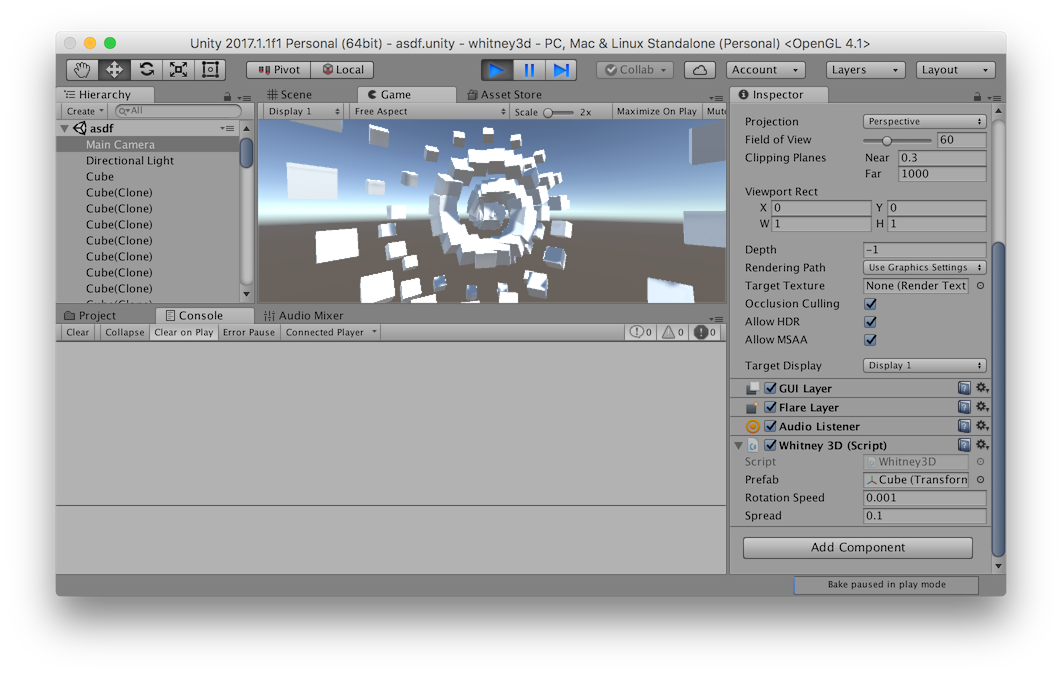 Unity 2017.1.1f1 Personal (64bit) - asdf.unity - whitney3d - PC, Mac & Linux Standalone (Personal) <OpenGL 4.1>
Pivot Local Collab Account Layers Layout
Hierarchy
Create All
asdf
Main Camera
Directional Light
Cube
Cube(Clone)
Cube(Clone)
Cube(Clone)
Cube(Clone)
Cube(Clone)
Cube(Clone)
Cube(Clone)
Cube(Clone)
Scene Game Asset Store
Display 1 Free Aspect Scale 2x Maximize On Play Mut
Project Console Audio Mixer
Clear Collapse Clear on Play Error Pause Connected Player 0 0 0
Inspector
Projection Perspective
Field of View 60
Clipping Planes Near 0.3
Far 1000
Viewport Rect
X 0 Y 0
W 1 H 1
Depth -1
Rendering Path Use Graphics Settings
Target Texture None (Render Text
Occlusion Culling
Allow HDR
Allow MSAA
Target Display Display 1
GUI Layer
Flare Layer
Audio Listener
Whitney 3D (Script)
Script Whitney3D
Prefab Cube (Transform
Rotation Speed 0.001
Spread 0.1
Add Component
Bake paused in play mode